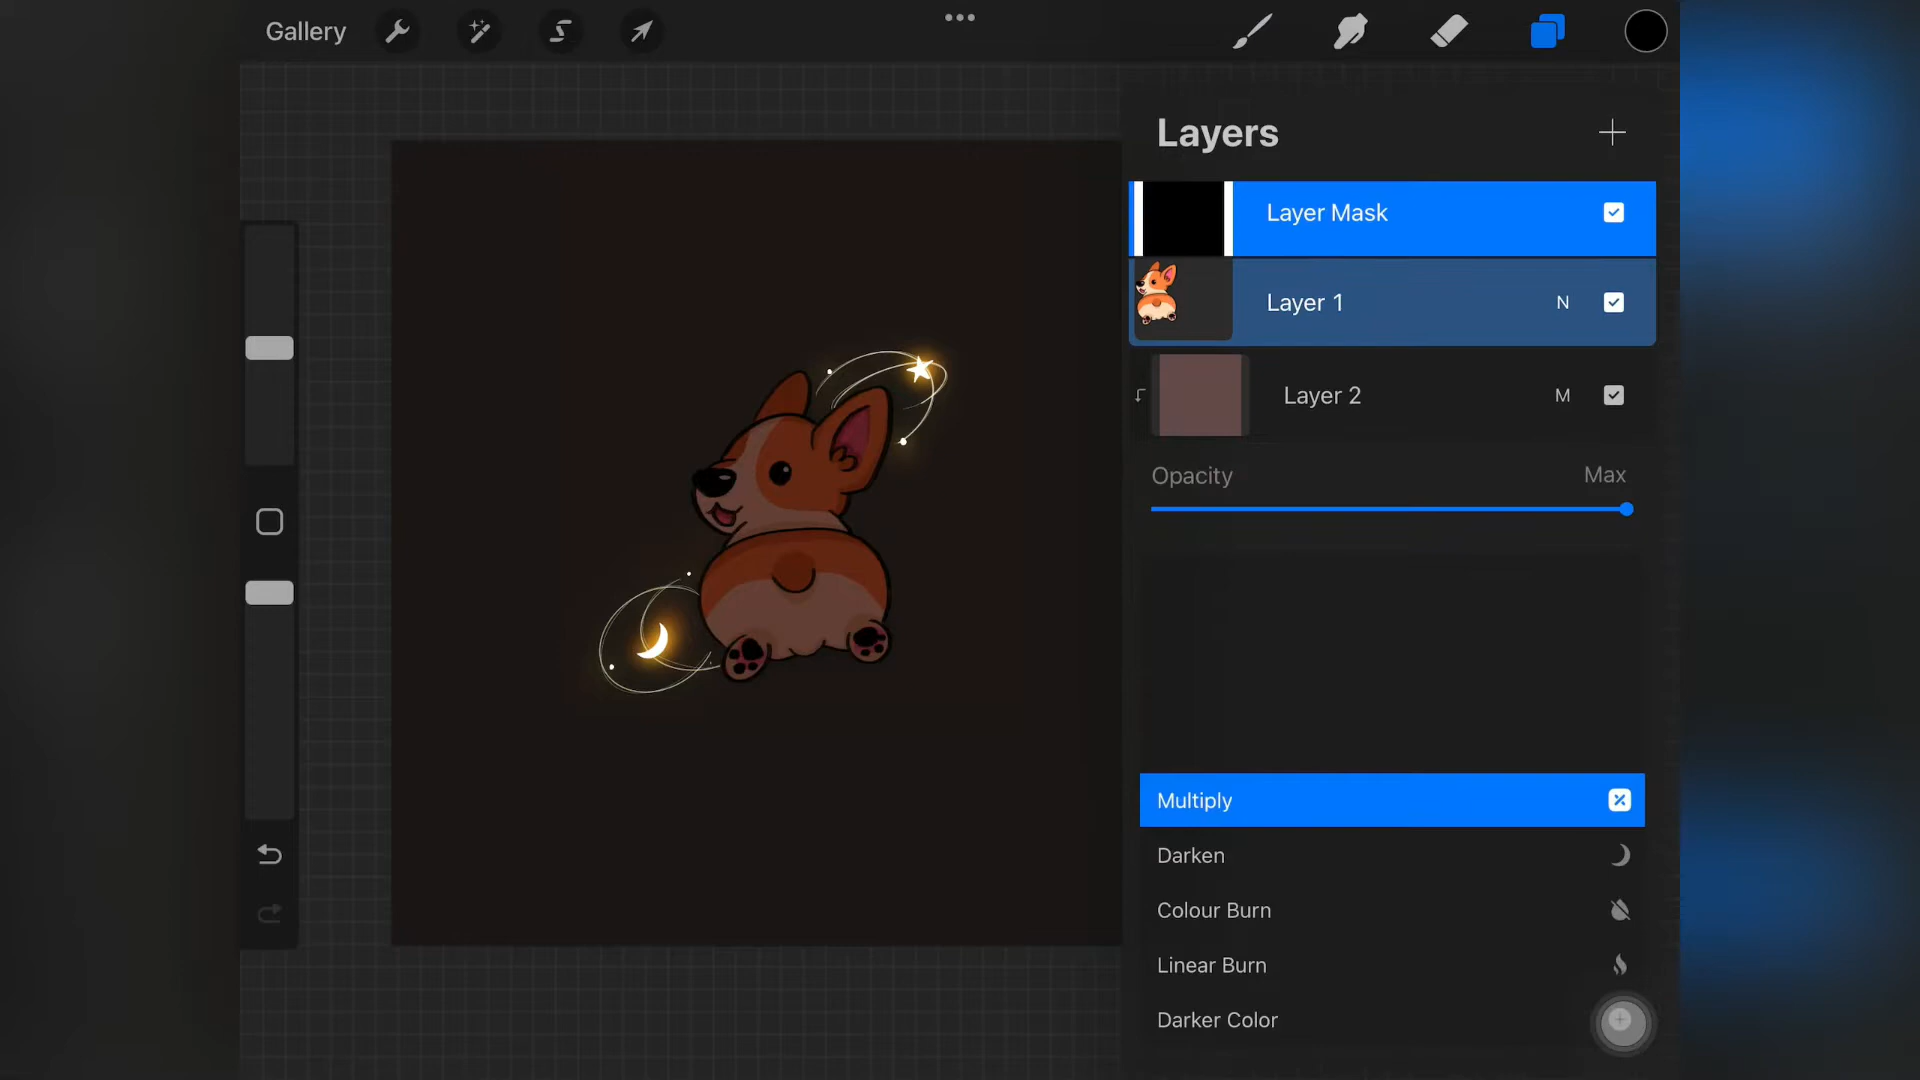 Gallery
Layers
Layer Mask
Layer 1 N
Layer 2 M
Opacity Max
Multiply
Darken
Colour Burn
Linear Burn
Darker Color